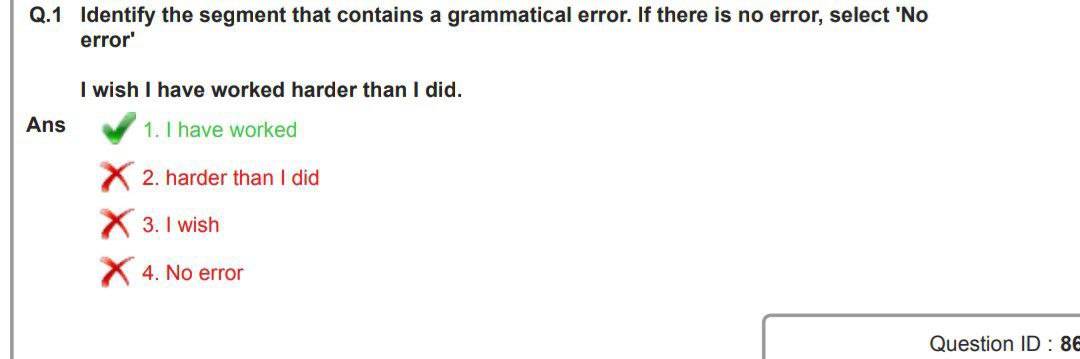 Q.1 Identify the segment that contains a grammatical error. If there is no error, select 'No
error'
I wish I have worked harder than I did.
Ans 1. I have worked
2. harder than I did
3. I wish
4. No error
Question ID : 86